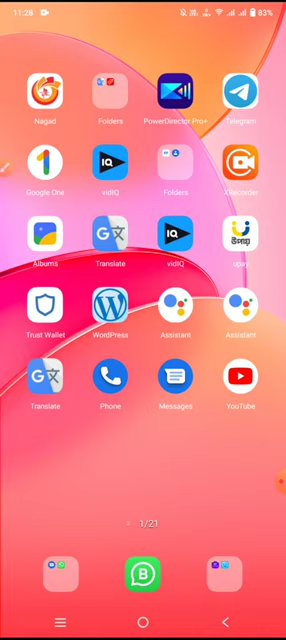 11:28 83%
Nagad Folders PowerDirector Pro+ Telegram
Google One vidIQ Folders XRecorder
Albums Translate vidIQ upay
Trust Wallet WordPress Assistant Assistant
Translate Phone Messages YouTube
1/21